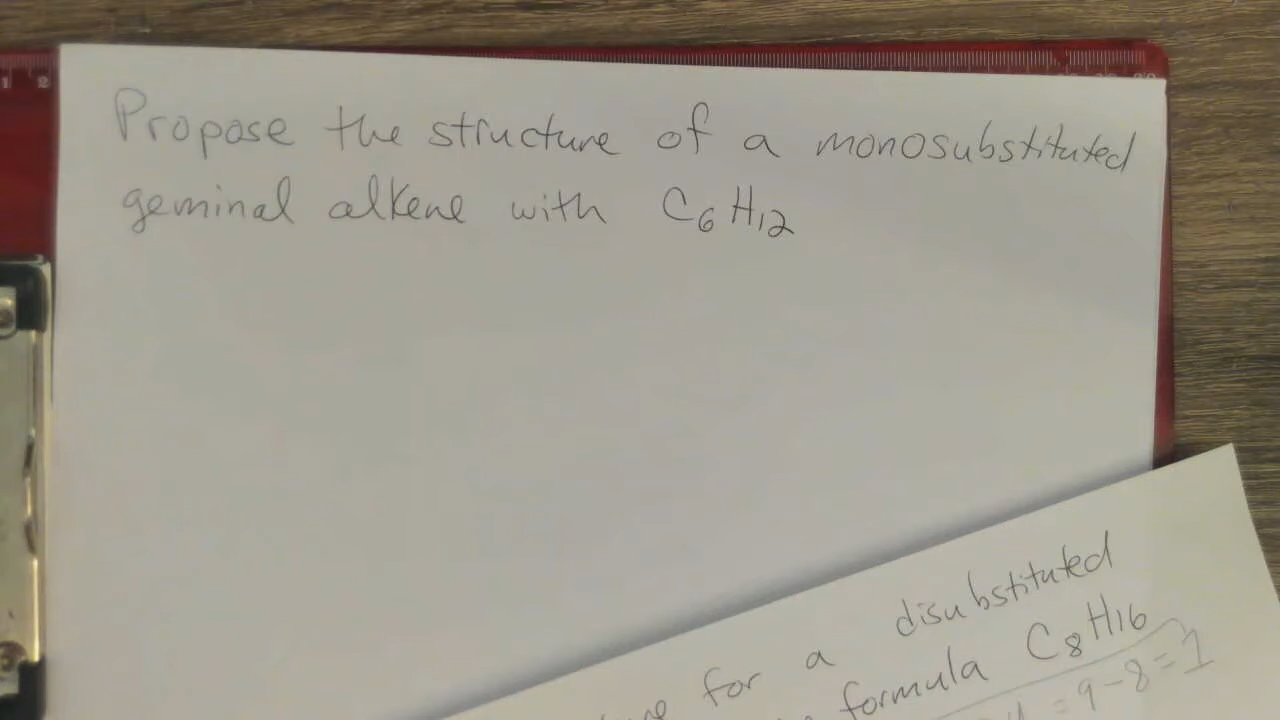 Propose the structure of a monosubstituted
geminal alkene with C₆H₁₂
disubstituted
for a
formula C₈H₁₆
= 9-8=1